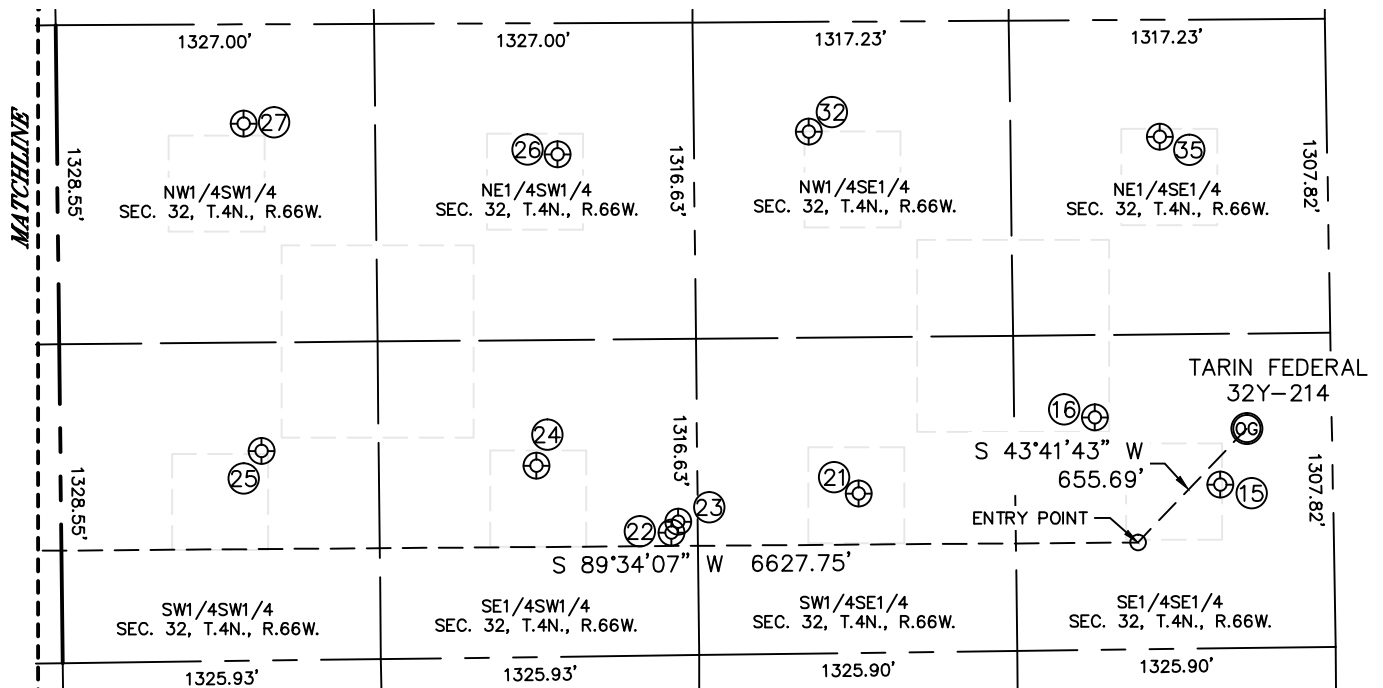 1327.00'
1327.00'
1317.23'
1317.23'
MATCHLINE
27
26
32
35
1328.55'
1316.63'
1307.82'
NW1/4SW1/4
SEC. 32, T.4N., R.66W.
NE1/4SW1/4
SEC. 32, T.4N., R.66W.
NW1/4SE1/4
SEC. 32, T.4N., R.66W.
NE1/4SE1/4
SEC. 32, T.4N., R.66W.
TARIN FEDERAL
32Y-214
OG
16
S 43°41'43" W
655.69'
15
ENTRY POINT
24
25
21
23
22
1328.55'
1316.63'
1307.82'
S 89°34'07" W 6627.75'
SW1/4SW1/4
SEC. 32, T.4N., R.66W.
SE1/4SW1/4
SEC. 32, T.4N., R.66W.
SW1/4SE1/4
SEC. 32, T.4N., R.66W.
SE1/4SE1/4
SEC. 32, T.4N., R.66W.
1325.93'
1325.93'
1325.90'
1325.90'